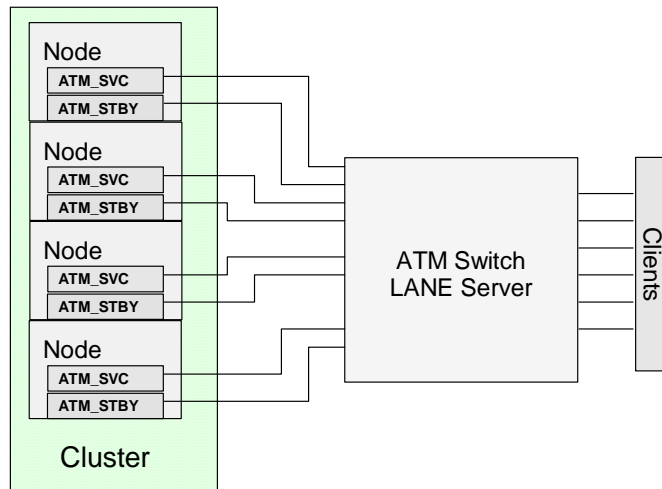 Node
ATM_SVC
ATM_STBY
Node
ATM_SVC
ATM_STBY
Node
ATM_SVC
ATM_STBY
Node
ATM_SVC
ATM_STBY
Cluster
ATM Switch
LANE Server
Clients